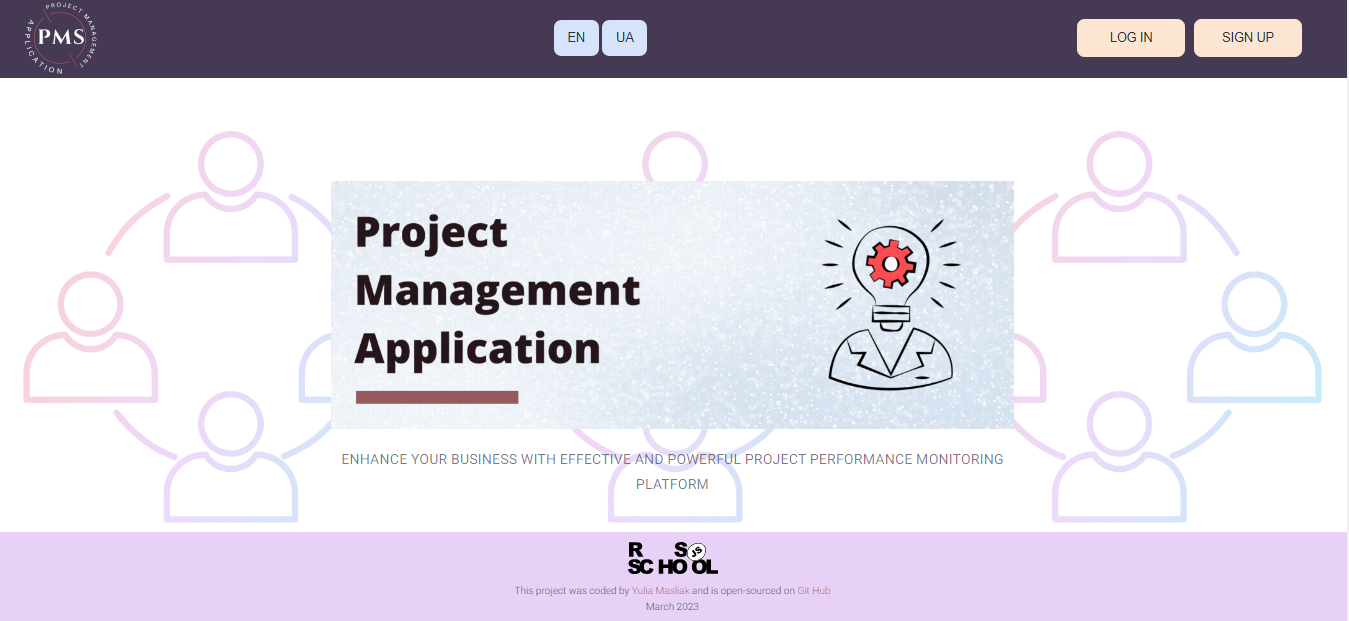 PROJECT MANAGEMENT
APPLICATION
PMS
EN
UA
LOG IN
SIGN UP
Project
Management
Application
ENHANCE YOUR BUSINESS WITH EFFECTIVE AND POWERFUL PROJECT PERFORMANCE MONITORING
PLATFORM
RS JS
SCHOOL
This project was coded by Yulia Masliak and is open-sourced on Git Hub
March 2023